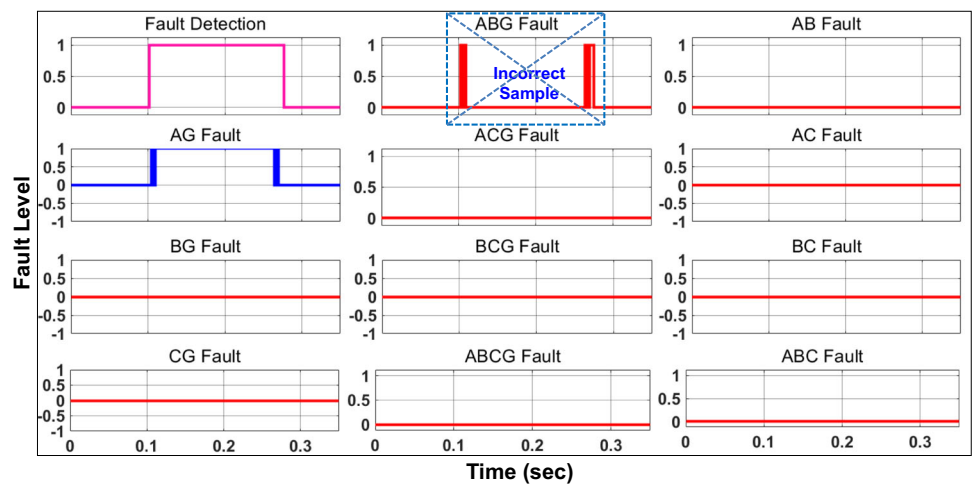 Fault Detection
ABG Fault
AB Fault
1
0.5
0
1
0.5
0
Incorrect
Sample
1
0.5
0
AG Fault
ACG Fault
AC Fault
1
0.5
0
-0.5
-1
1
0.5
0
1
0.5
0
-0.5
-1
Fault Level
BG Fault
BCG Fault
BC Fault
1
0.5
0
-0.5
-1
1
0.5
0
-0.5
-1
1
0.5
0
-0.5
-1
CG Fault
ABCG Fault
ABC Fault
1
0.5
0
-0.5
-1
0 0.1 0.2 0.3
1
0.5
0
0 0.1 0.2 0.3
1
0.5
0
0 0.1 0.2 0.3
Time (sec)